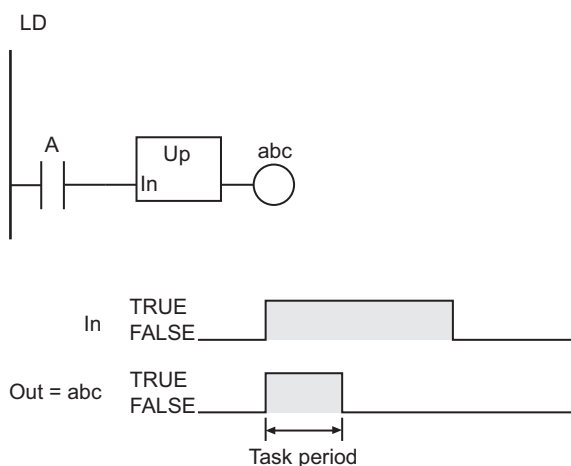 LD
A
Up
abc
In
In
TRUE
FALSE
Out = abc
TRUE
FALSE
Task period